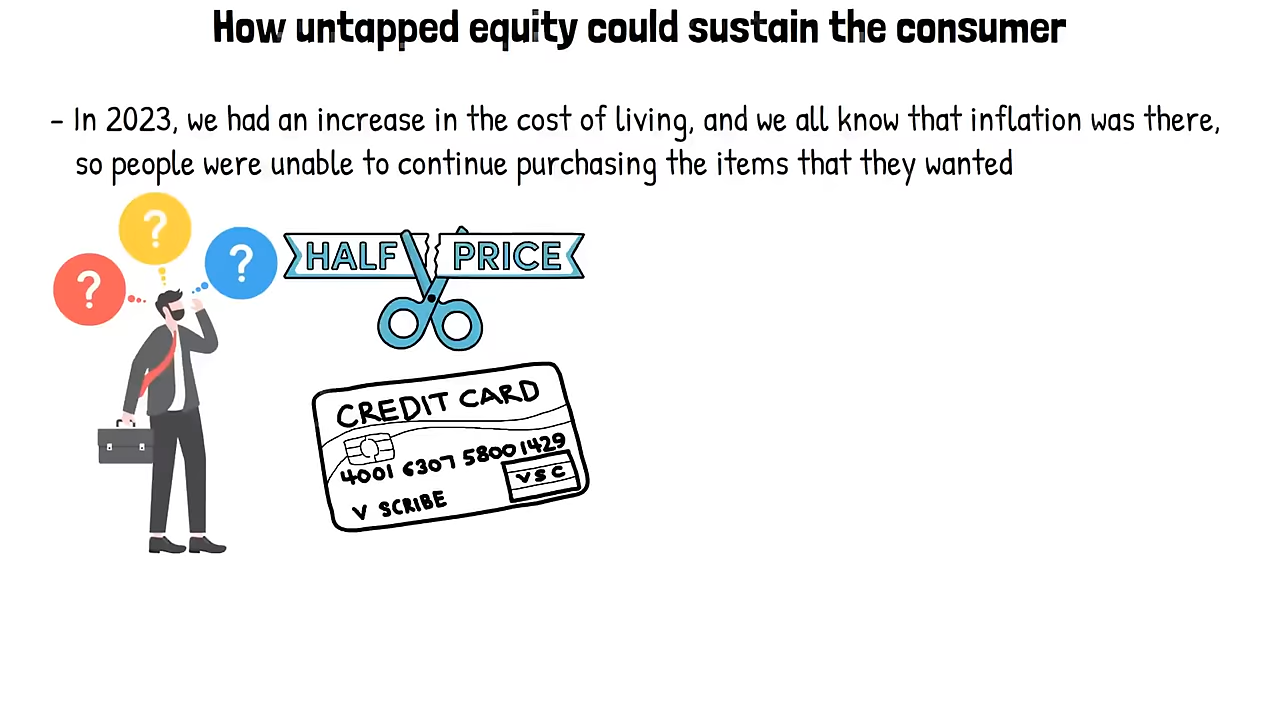 How untapped equity could sustain the consumer
- In 2023, we had an increase in the cost of living, and we all know that inflation was there,
so people were unable to continue purchasing the items that they wanted
? ? ?
HALF PRICE
CREDIT CARD
4001 6307 5800 1429
VSC
V SCRIBE